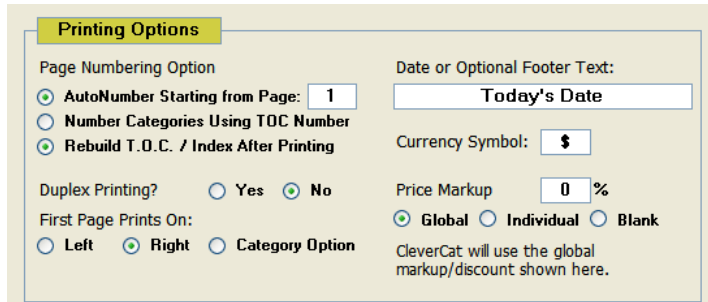 Printing Options
Page Numbering Option
AutoNumber Starting from Page: 1
Number Categories Using TOC Number
Rebuild T.O.C. / Index After Printing
Duplex Printing? Yes No
First Page Prints On:
Left Right Category Option
Date or Optional Footer Text:
Today's Date
Currency Symbol: $
Price Markup 0 %
Global Individual Blank
CleverCat will use the global
markup/discount shown here.